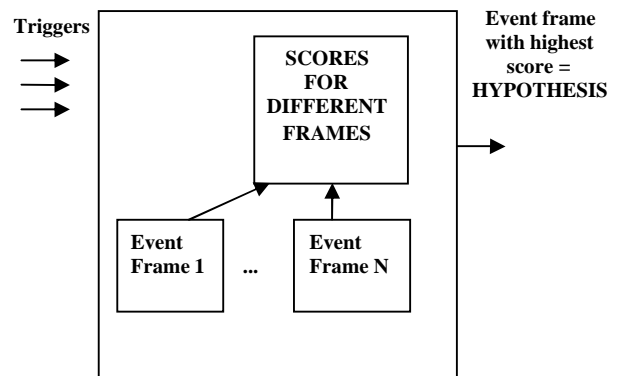 Triggers
SCORES
FOR
DIFFERENT
FRAMES
Event frame
with highest
score =
HYPOTHESIS
Event
Frame 1
...
Event
Frame N